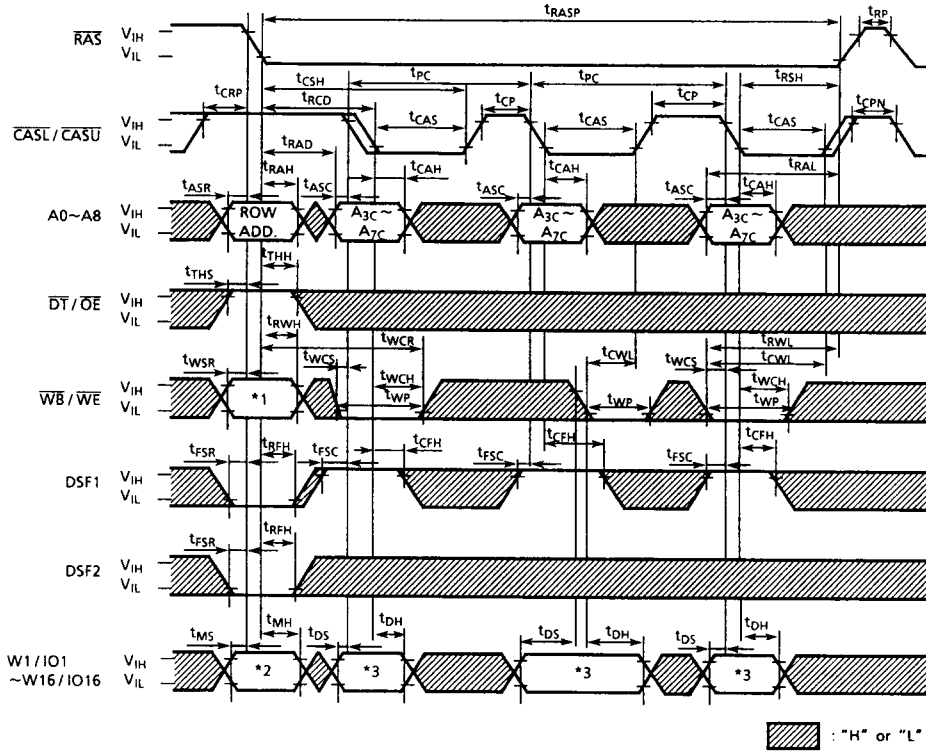 tRASP
tRP
RAS VIH
VIL
tCSH tPC tPC tRSH
tCRP tRCD tCP tCP tCPN
CASL / CASU VIH
VIL
tCAS tCAS tCAS
tRAD
tRAH tCAH tCAH tRAL
tASR tASC tASC tASC tCAH
A0~A8 VIH
VIL
ROW ADD. A3C~ A7C A3C~ A7C A3C~ A7C
tTHH
tTHS
DT / OE VIH
VIL
tRWH tWCR tRWL
tWSR tWCS tCWL tWCS tCWL
tWCH tWCH
tWP tWP tWP
WB / WE VIH
VIL
*1
tCFH tCFH tCFH
tFSR tRFH tFSC tFSC tFSC
DSF1 VIH
VIL
tRFH
tFSR
DSF2 VIH
VIL
tMS tMH tDS tDH tDS tDH tDS tDH
W1 / IO1 VIH
~W16 / IO16 VIL
*2 *3 *3 *3
: "H" or "L"